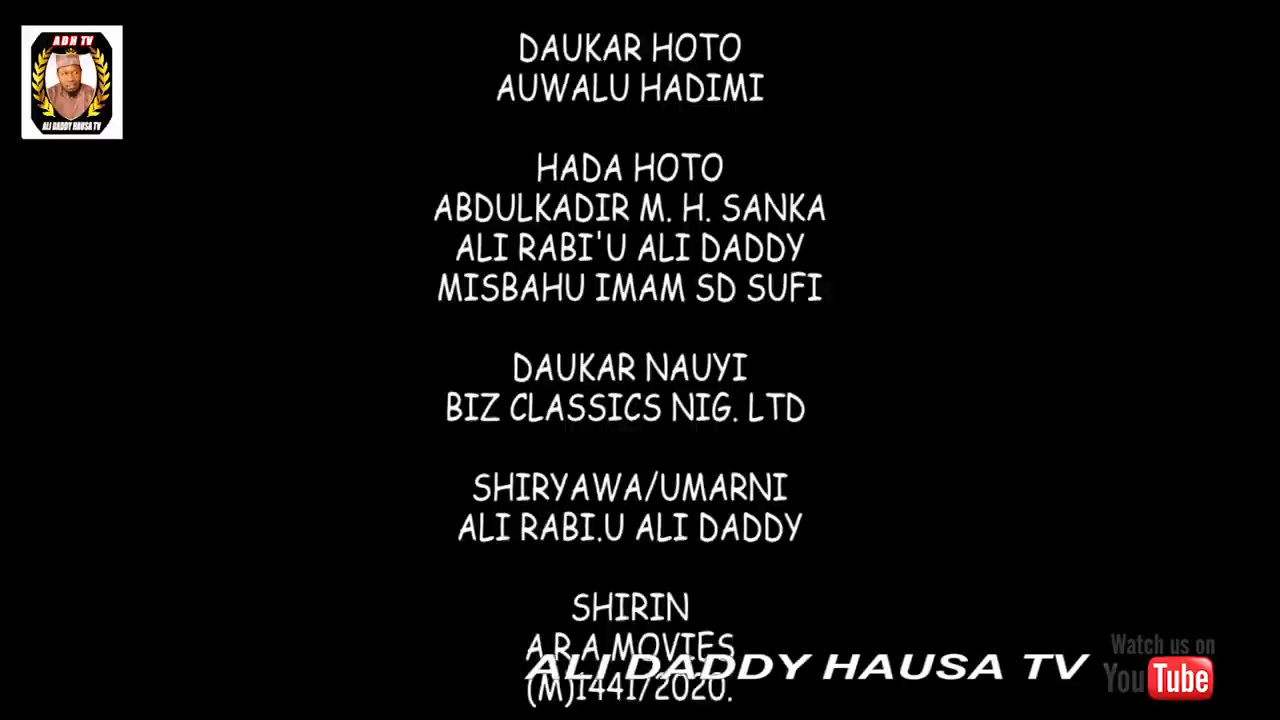 ADH TV
ALI DADDY HAUSA TV
DAUKAR HOTO
AUWALU HADIMI
HADA HOTO
ABDULKADIR M. H. SANKA
ALI RABI'U ALI DADDY
MISBAHU IMAM SD SUFI
DAUKAR NAUYI
BIZ CLASSICS NIG. LTD
SHIRYAWA/UMARNI
ALI RABI.U ALI DADDY
SHIRIN
A.R.A.MOVIES
ALI DADDY HAUSA TV
(M)1441/2020.
Watch us on
YouTube